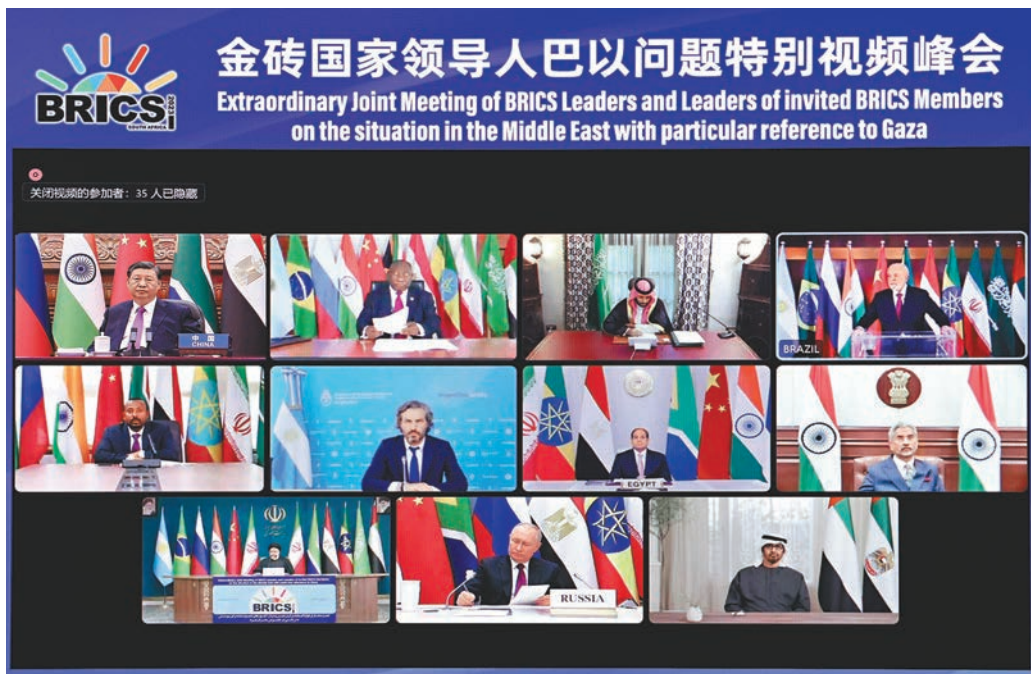 金砖国家领导人巴以问题特别视频峰会
BRICS
2023
SOUTH AFRICA
Extraordinary Joint Meeting of BRICS Leaders and Leaders of invited BRICS Members
on the situation in the Middle East with particular reference to Gaza
关闭视频的参加者：35 人已隐藏
中国
CHINA
BRAZIL
EGYPT
BRICS
RUSSIA